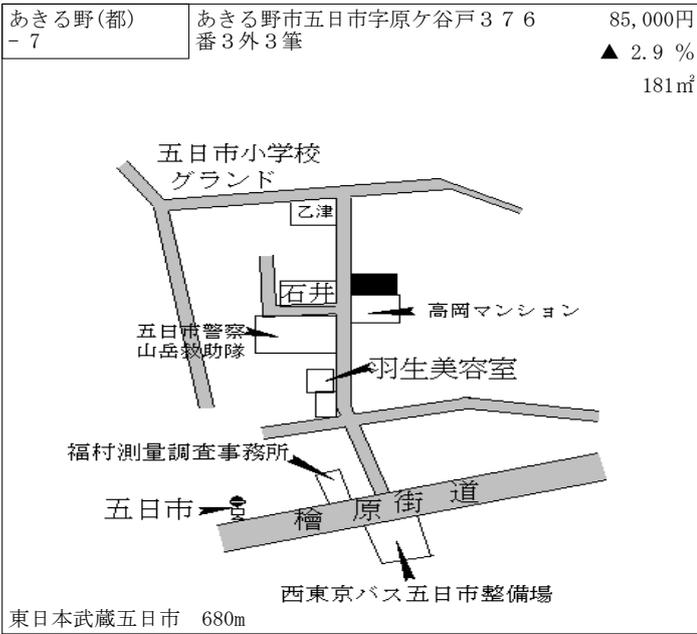 あきる野(都)
－７
あきる野市五日市字原ケ谷戸３７６
番３外３筆
85,000円
▲ 2.9 %
181㎡
五日市小学校
グランド
乙津
石井
高岡マンション
五日市警察
山岳救助隊
羽生美容室
福村測量調査事務所
五日市
檜原街道
西東京バス五日市整備場
東日本武蔵五日市　680m